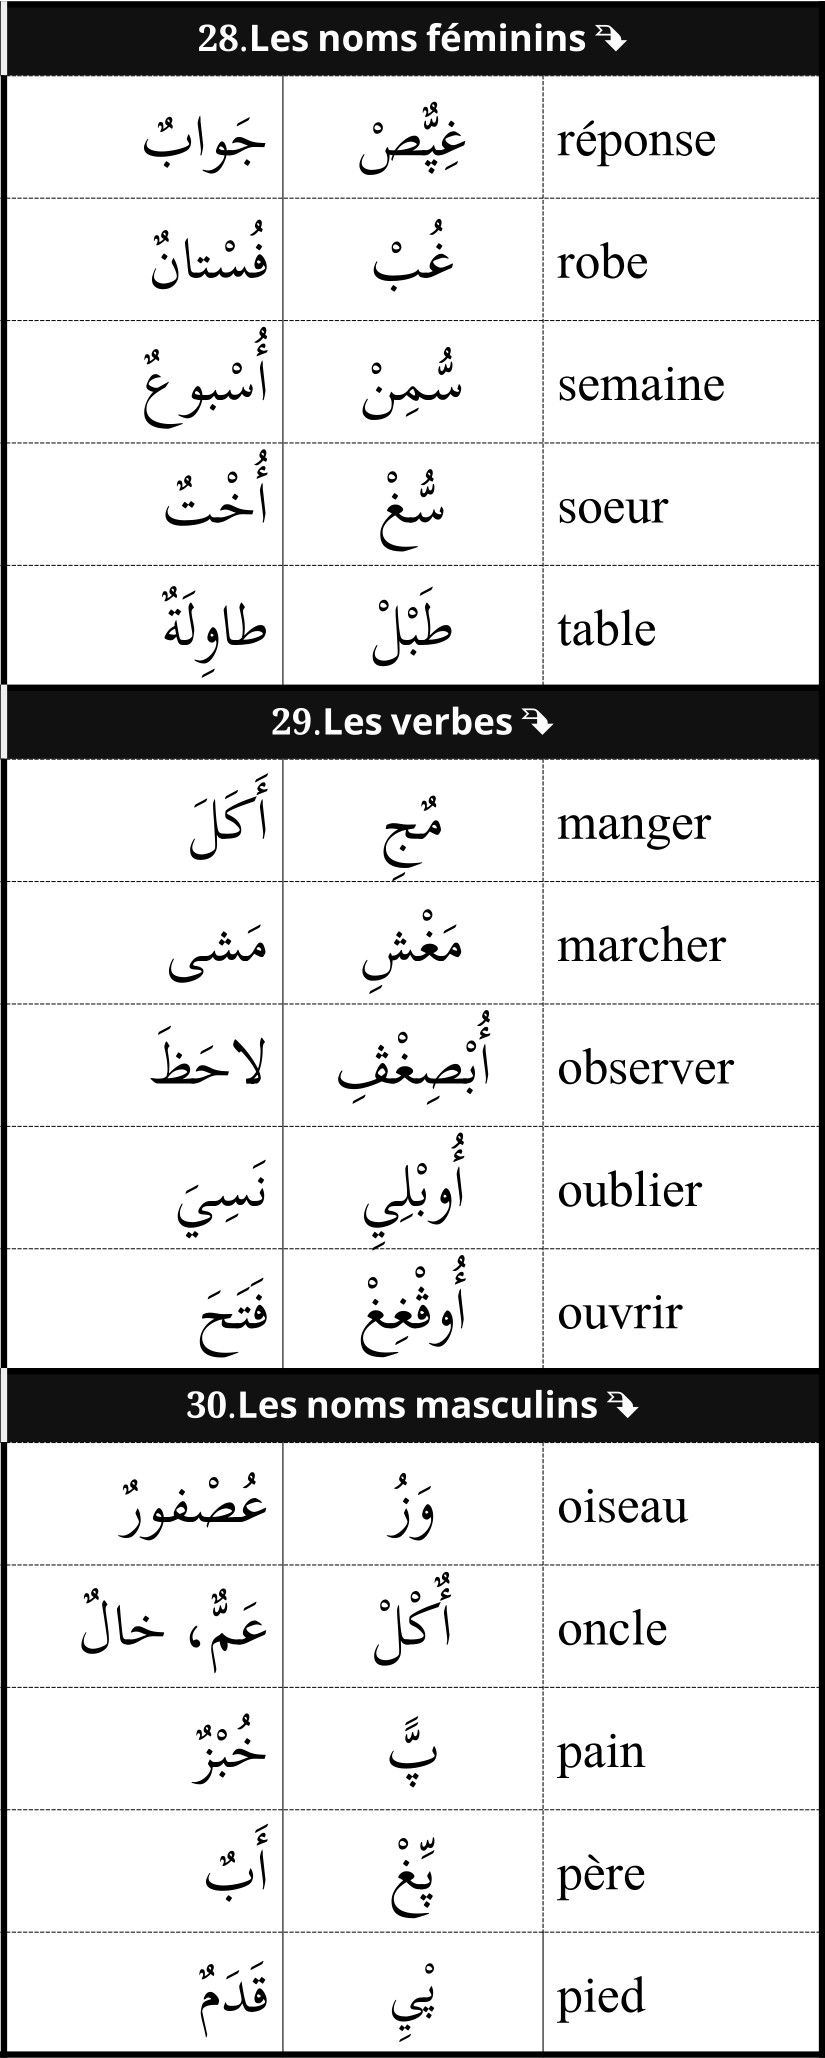 28.Les noms féminins
réponse غِپٌّصْ جَوابٌ
robe غُبْ فُسْتانٌ
semaine سُّمِنْ أُسْبوعٌ
soeur سُّغْ أُخْتٌ
table طَبْلْ طاوِلَةٌ
29.Les verbes
manger مٌجِ أَكَلَ
marcher مَغْشِ مَشى
observer أُبْصِغْڤِ لاحَظَ
oublier أُوبْلِيِ نَسِيَ
ouvrir أُوڤْغِغْ فَتَحَ
30.Les noms masculins
oiseau وَزُ عُصْفورٌ
oncle أٌكْلْ عَمٌّ، خالٌ
pain پًّ خُبْزٌ
père پِّغْ أَبٌ
pied پْيِ قَدَمٌ